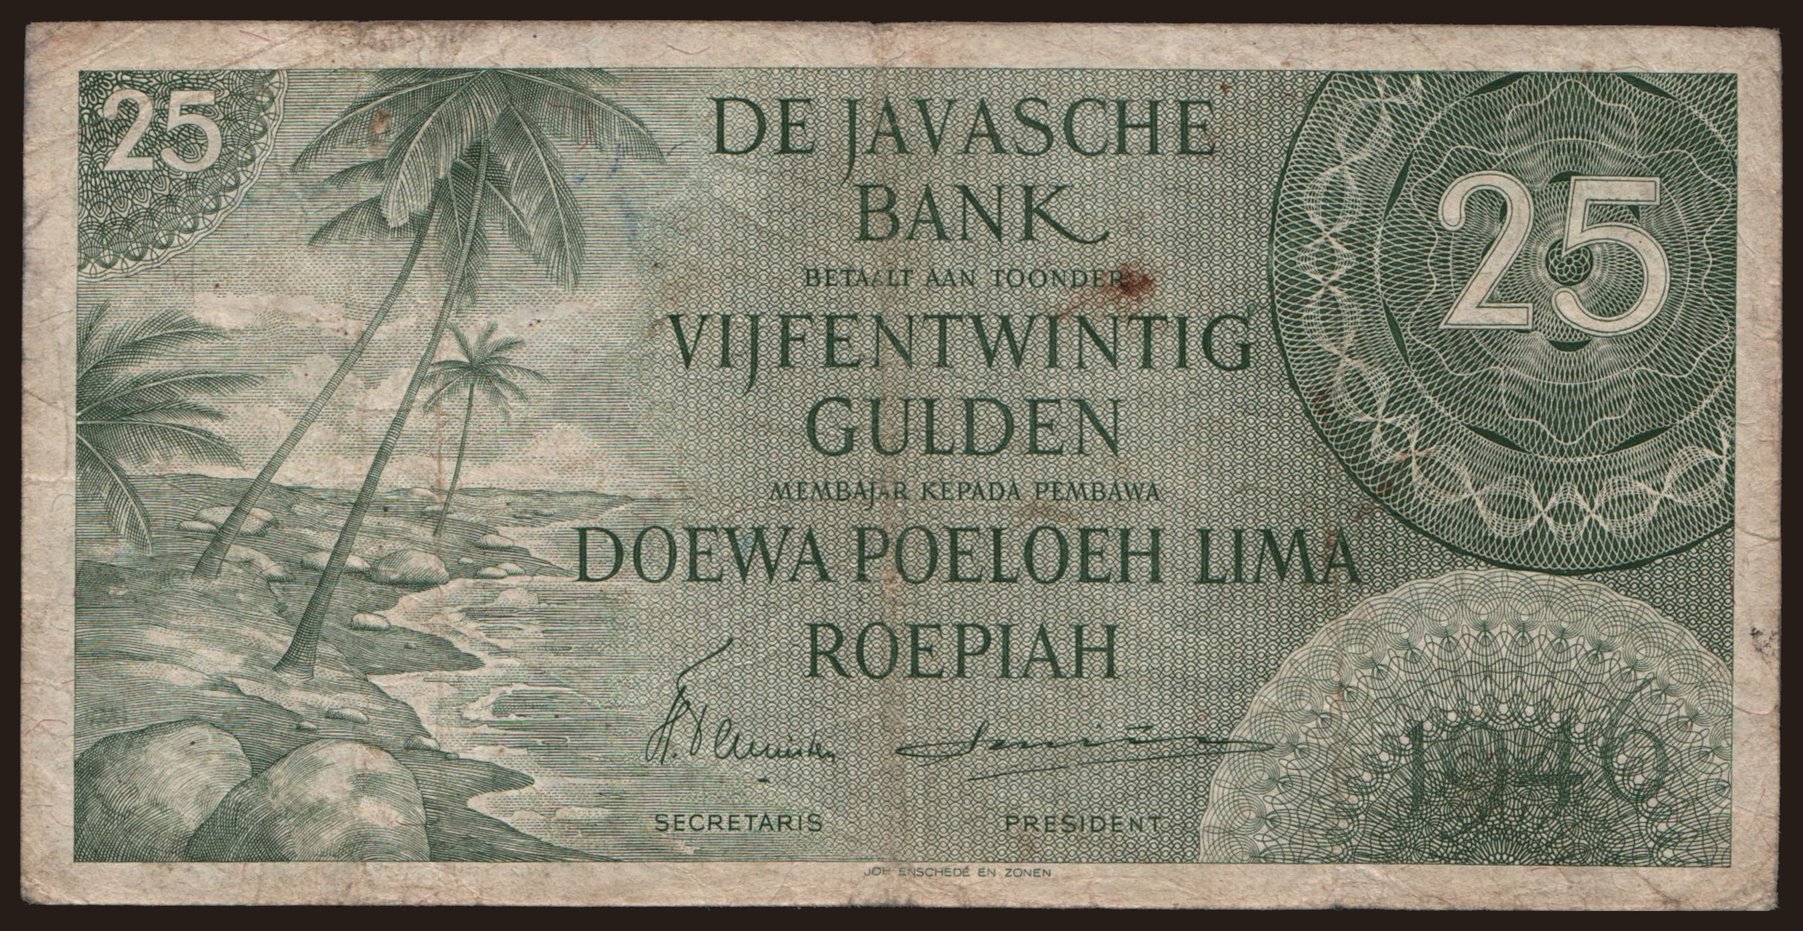 25
DE JAVASCHE
BANK
25
BETAALT AAN TOONDER
VIJFENTWINTIG
GULDEN
MEMBAJAR KEPADA PEMBAWA
DOEWA POELOEH LIMA
ROEPIAH
SECRETARIS PRESIDENT
JOH ENSCHEDÉ EN ZONEN